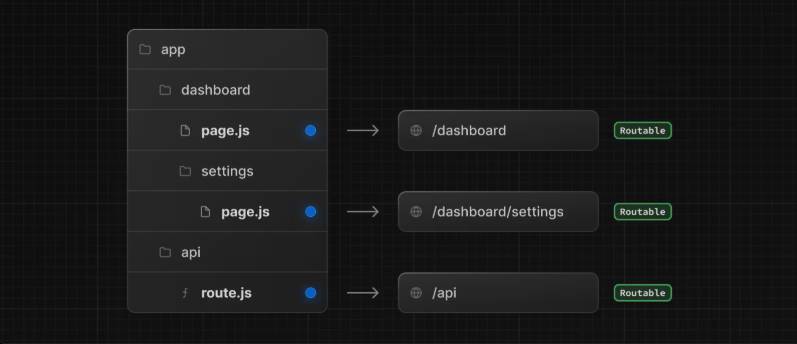 app
dashboard
page.js
/dashboard
Routable
settings
page.js
/dashboard/settings
Routable
api
route.js
/api
Routable